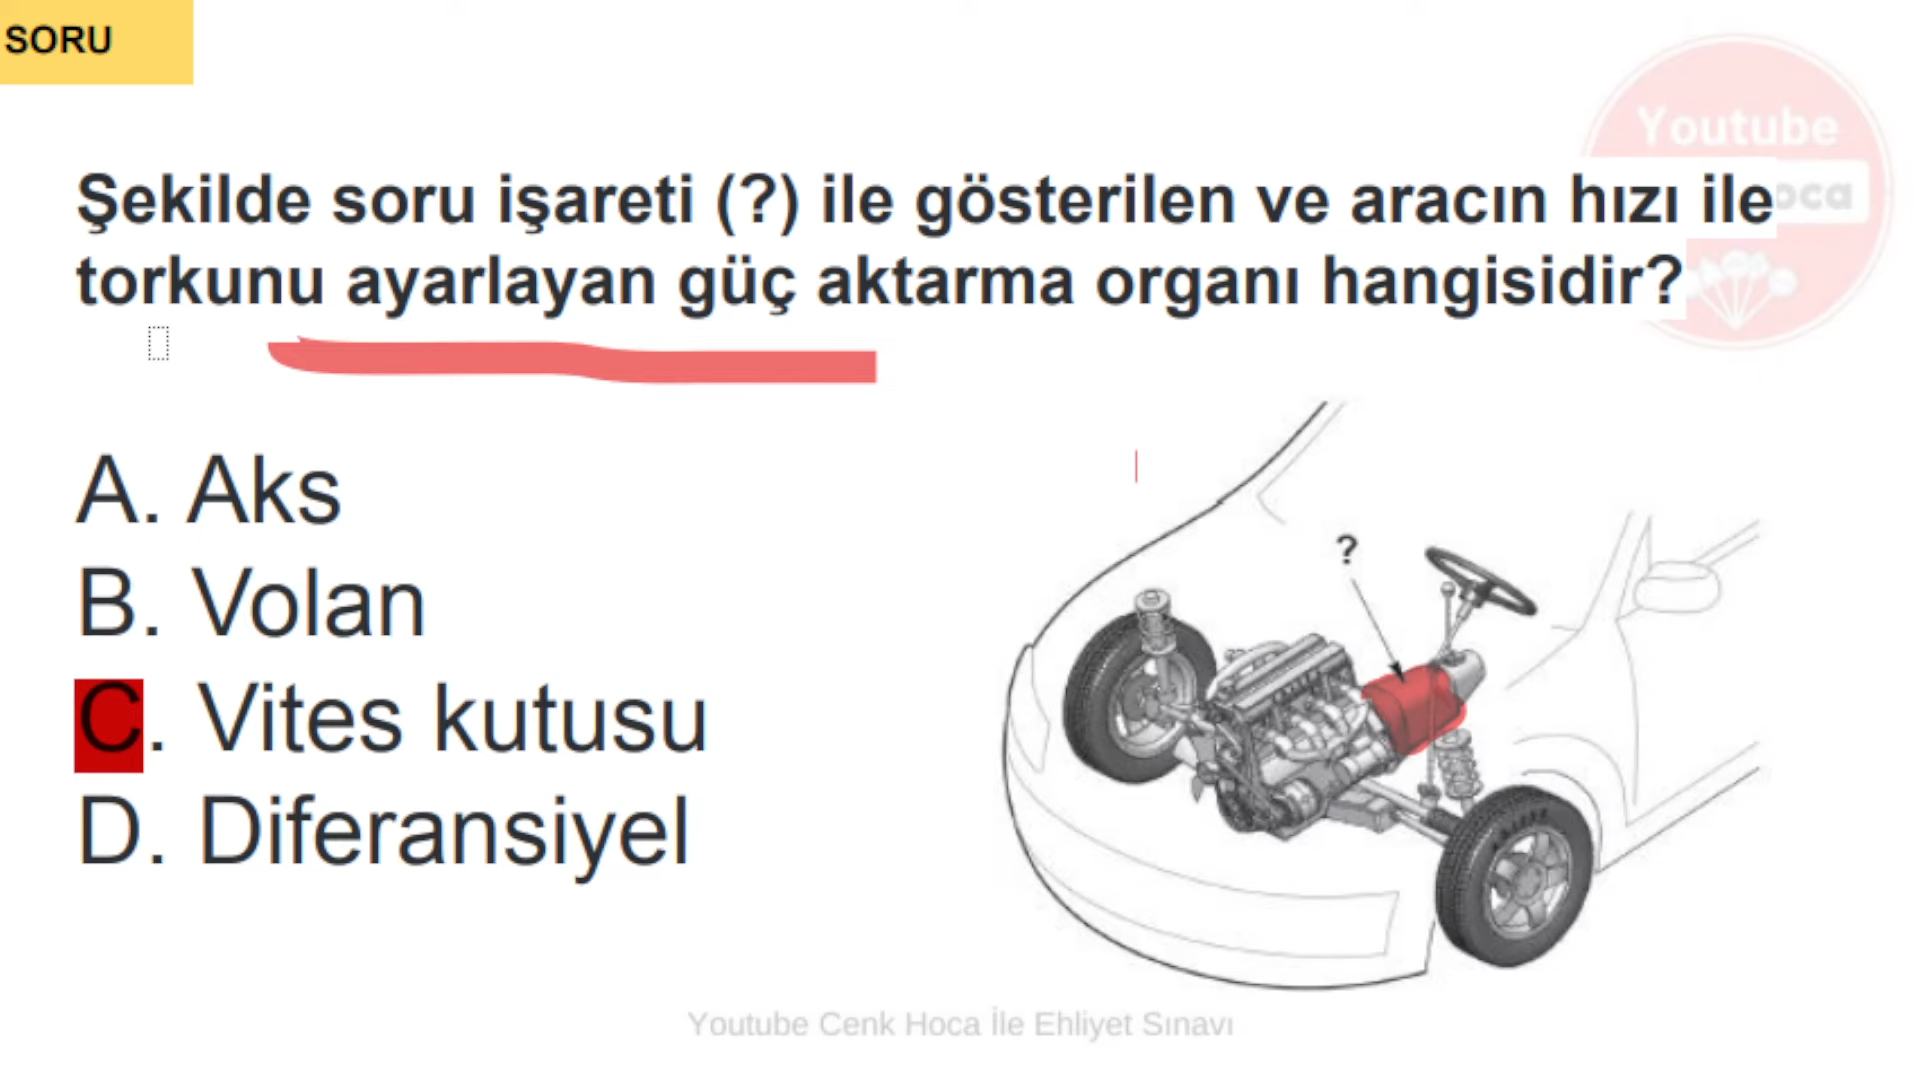 SORU
Youtube
oca
Şekilde soru işareti (?) ile gösterilen ve aracın hızı ile
torkunu ayarlayan güç aktarma organı hangisidir?
A. Aks
B. Volan
C. Vites kutusu
D. Diferansiyel
?
Youtube Cenk Hoca İle Ehliyet Sınavı